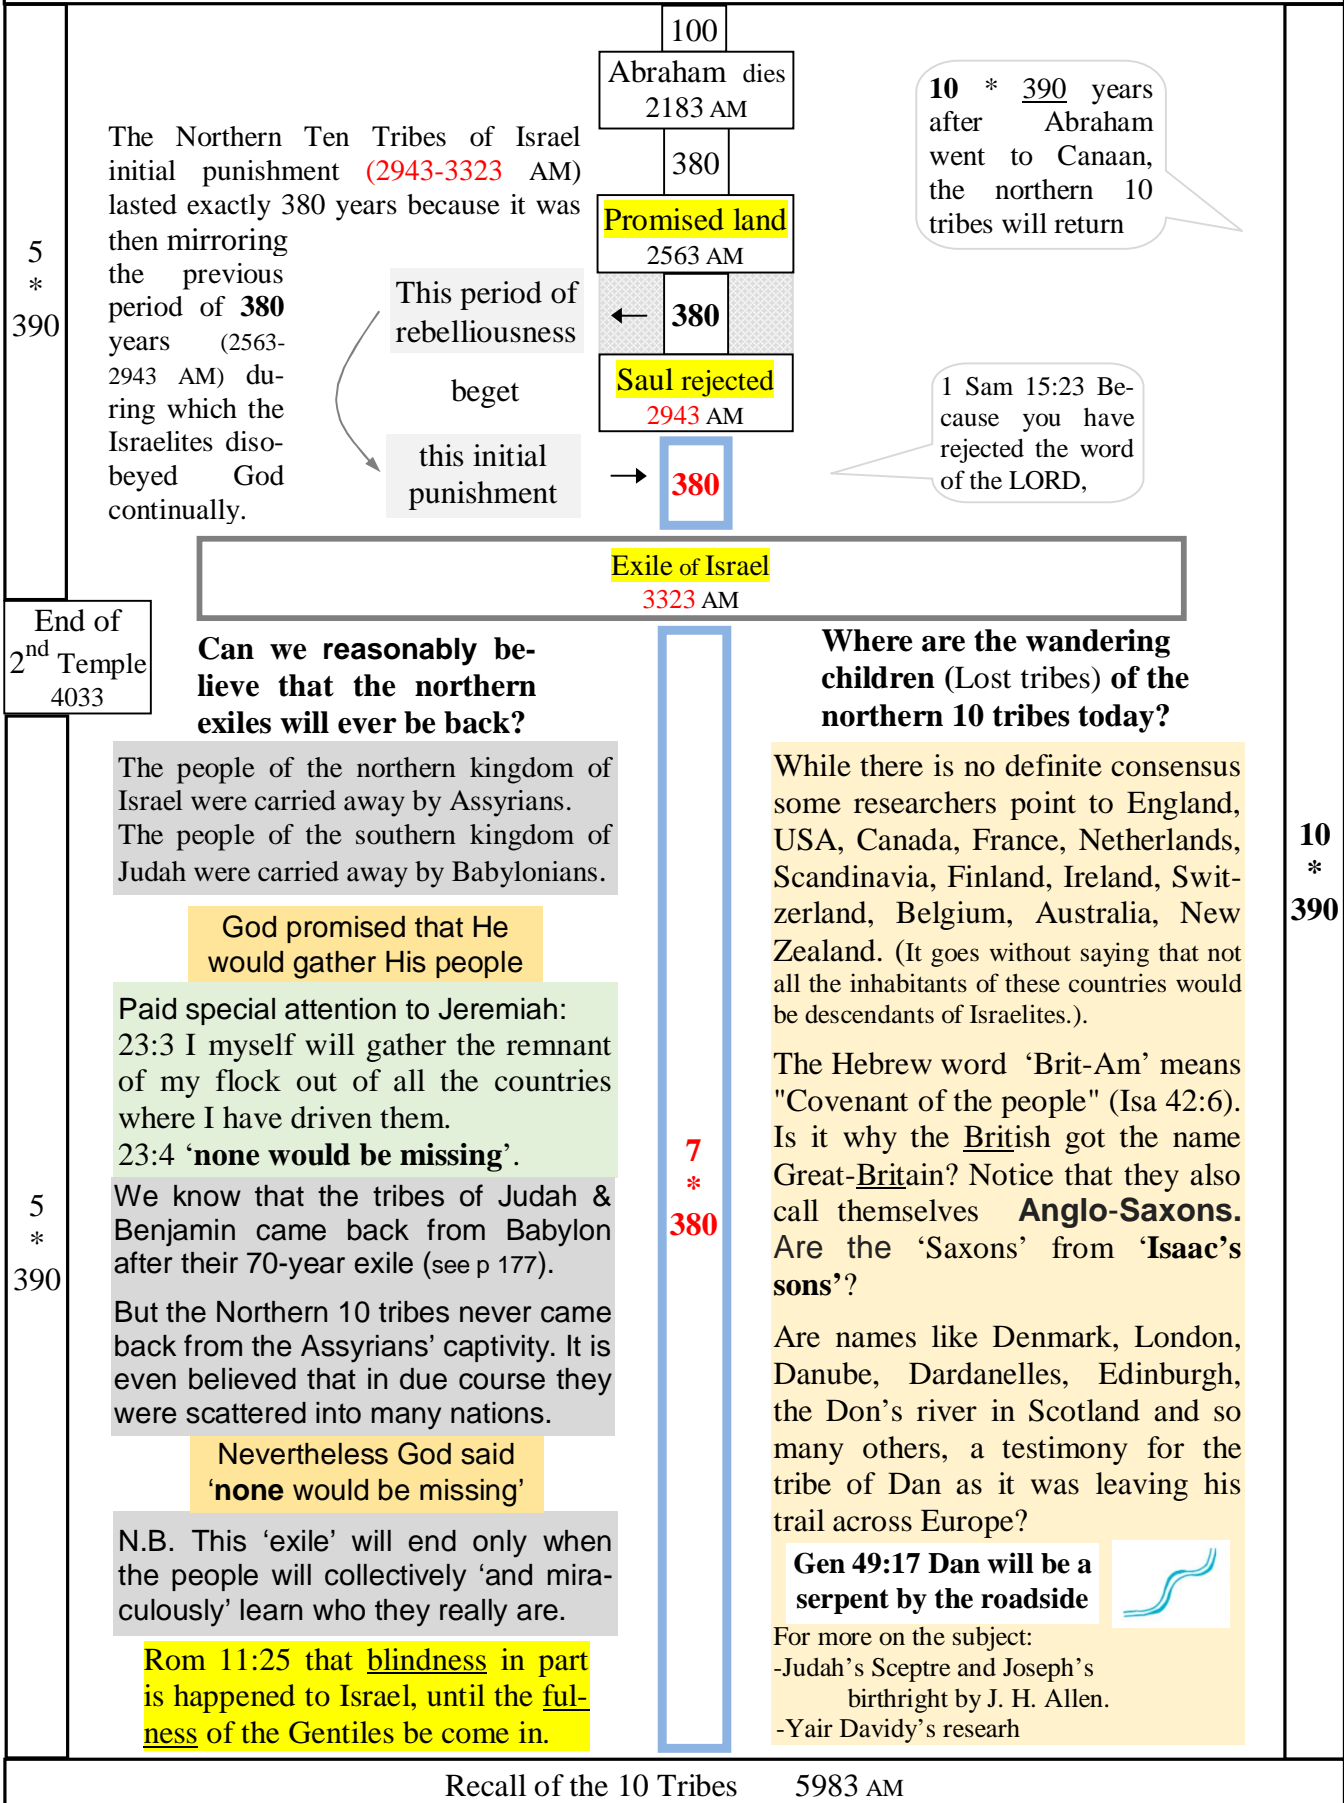 100
Abraham dies
2183 AM
380
Promised land
2563 AM
380
Saul rejected
2943 AM
380
10 * 390 years
after Abraham
went to Canaan,
the northern 10
tribes will return
The Northern Ten Tribes of Israel
initial punishment (2943-3323 AM)
lasted exactly 380 years because it was
then mirroring
the previous
period of 380
years (2563-
2943 AM) du-
ring which the
Israelites diso-
beyed God
continually.
This period of
rebelliousness
beget
this initial
punishment
1 Sam 15:23 Be-
cause you have
rejected the word
of the LORD,
5
*
390
Exile of Israel
3323 AM
End of
2nd Temple
4033
Can we reasonably be-
lieve that the northern
exiles will ever be back?
The people of the northern kingdom of
Israel were carried away by Assyrians.
The people of the southern kingdom of
Judah were carried away by Babylonians.
God promised that He
would gather His people
Paid special attention to Jeremiah:
23:3 I myself will gather the remnant
of my flock out of all the countries
where I have driven them.
23:4 ‘none would be missing’.
We know that the tribes of Judah &
Benjamin came back from Babylon
after their 70-year exile (see p 177).
But the Northern 10 tribes never came
back from the Assyrians’ captivity. It is
even believed that in due course they
were scattered into many nations.
Nevertheless God said
‘none would be missing’
N.B. This ‘exile’ will end only when
the people will collectively ‘and mira-
culously’ learn who they really are.
Rom 11:25 that blindness in part
is happened to Israel, until the ful-
ness of the Gentiles be come in.
5
*
390
7
*
380
Where are the wandering
children (Lost tribes) of the
northern 10 tribes today?
While there is no definite consensus
some researchers point to England,
USA, Canada, France, Netherlands,
Scandinavia, Finland, Ireland, Swit-
zerland, Belgium, Australia, New
Zealand. (It goes without saying that not
all the inhabitants of these countries would
be descendants of Israelites.).
The Hebrew word ‘Brit-Am’ means
"Covenant of the people" (Isa 42:6).
Is it why the British got the name
Great-Britain? Notice that they also
call themselves Anglo-Saxons.
Are the ‘Saxons’ from ‘Isaac’s
sons’?
Are names like Denmark, London,
Danube, Dardanelles, Edinburgh,
the Don’s river in Scotland and so
many others, a testimony for the
tribe of Dan as it was leaving his
trail across Europe?
Gen 49:17 Dan will be a
serpent by the roadside
For more on the subject:
-Judah’s Sceptre and Joseph’s
birthright by J. H. Allen.
-Yair Davidy’s researh
10
*
390
Recall of the 10 Tribes 5983 AM